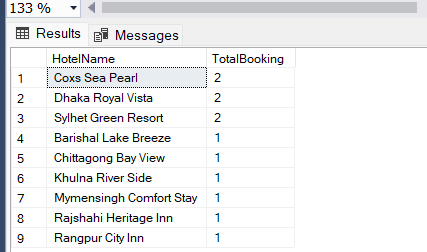 133 %
Results Messages
HotelName TotalBooking
1 Coxs Sea Pearl 2
2 Dhaka Royal Vista 2
3 Sylhet Green Resort 2
4 Barishal Lake Breeze 1
5 Chittagong Bay View 1
6 Khulna River Side 1
7 Mymensingh Comfort Stay 1
8 Rajshahi Heritage Inn 1
9 Rangpur City Inn 1